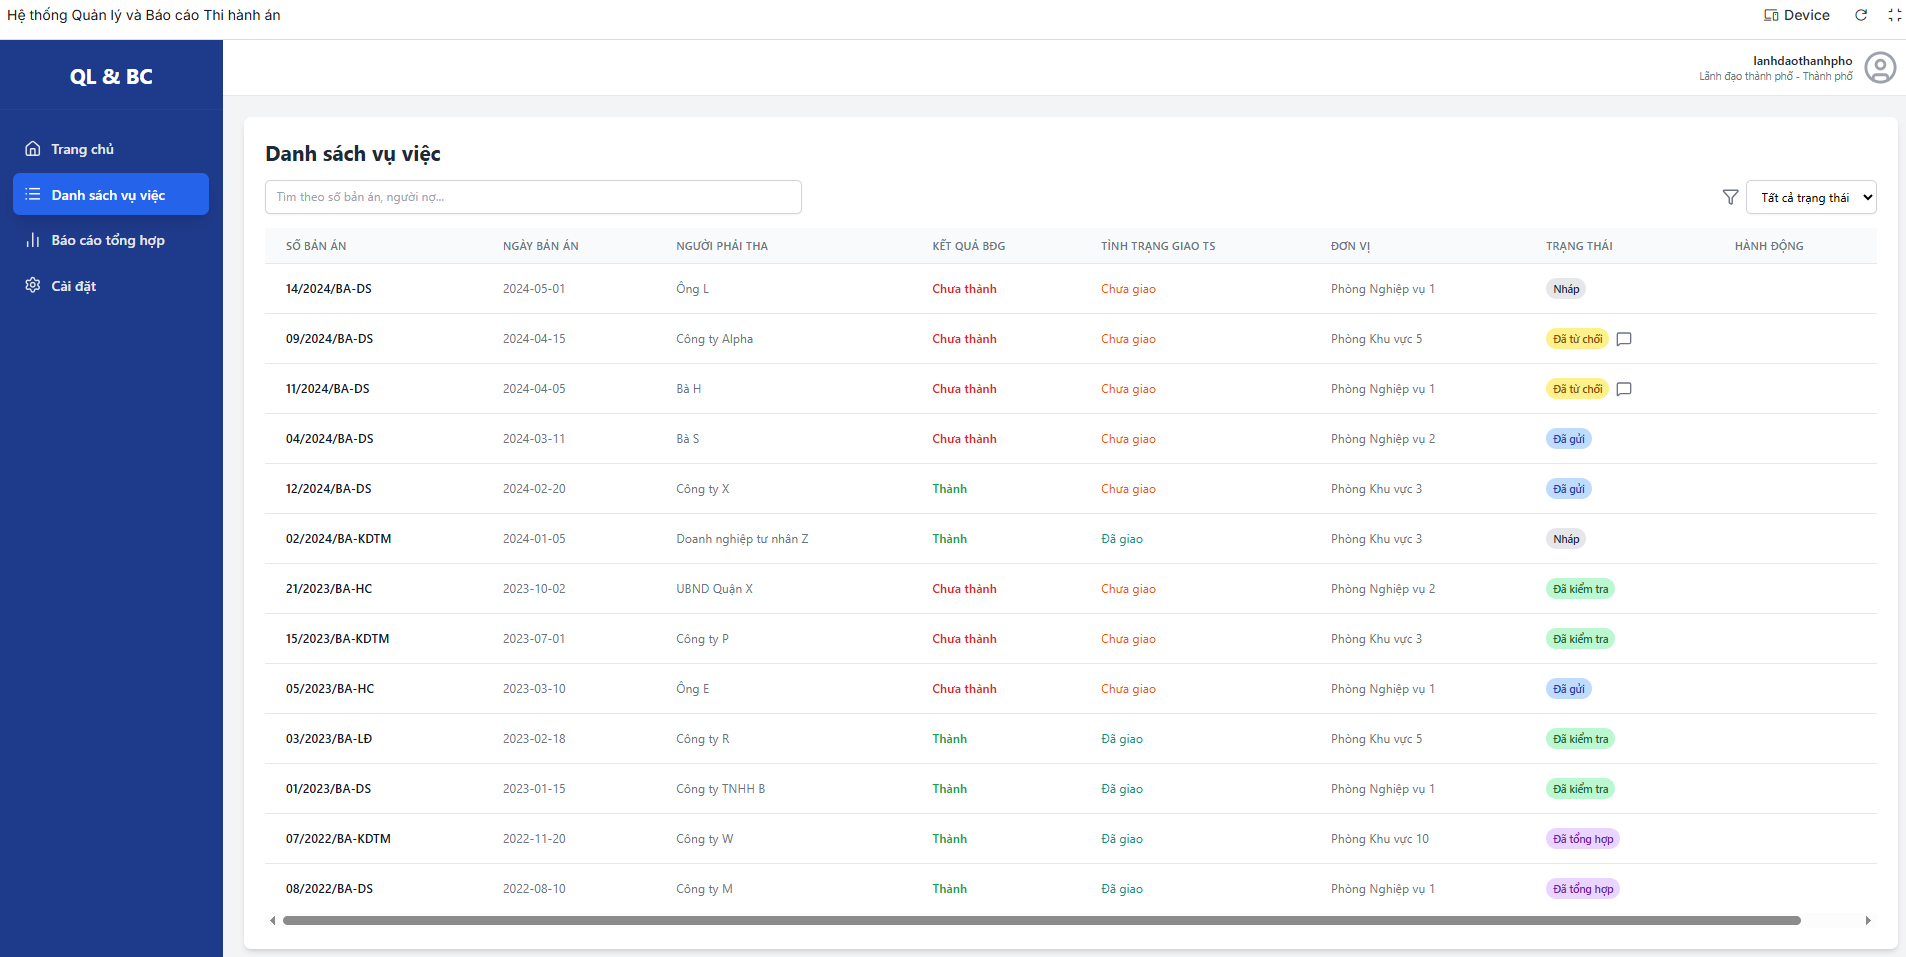 Hệ thống Quản lý và Báo cáo Thi hành án
Device
QL & BC
lanhdaothanhpho
Lãnh đạo thành phố - Thành phố
Trang chủ
Danh sách vụ việc
Báo cáo tổng hợp
Cài đặt
Danh sách vụ việc
Tìm theo số bản án, người nợ...
Tất cả trạng thái
SỐ BẢN ÁN NGÀY BẢN ÁN NGƯỜI PHẢI THA KẾT QUẢ BĐG TÌNH TRẠNG GIAO TS ĐƠN VỊ TRẠNG THÁI HÀNH ĐỘNG
14/2024/BA-DS 2024-05-01 Ông L Chưa thành Chưa giao Phòng Nghiệp vụ 1 Nháp
09/2024/BA-DS 2024-04-15 Công ty Alpha Chưa thành Chưa giao Phòng Khu vực 5 Đã từ chối
11/2024/BA-DS 2024-04-05 Bà H Chưa thành Chưa giao Phòng Nghiệp vụ 1 Đã từ chối
04/2024/BA-DS 2024-03-11 Bà S Chưa thành Chưa giao Phòng Nghiệp vụ 2 Đã gửi
12/2024/BA-DS 2024-02-20 Công ty X Thành Chưa giao Phòng Khu vực 3 Đã gửi
02/2024/BA-KDTM 2024-01-05 Doanh nghiệp tư nhân Z Thành Đã giao Phòng Khu vực 3 Nháp
21/2023/BA-HC 2023-10-02 UBND Quận X Chưa thành Chưa giao Phòng Nghiệp vụ 2 Đã kiểm tra
15/2023/BA-KDTM 2023-07-01 Công ty P Chưa thành Chưa giao Phòng Khu vực 3 Đã kiểm tra
05/2023/BA-HC 2023-03-10 Ông E Chưa thành Chưa giao Phòng Nghiệp vụ 1 Đã gửi
03/2023/BA-LĐ 2023-02-18 Công ty R Thành Đã giao Phòng Khu vực 5 Đã kiểm tra
01/2023/BA-DS 2023-01-15 Công ty TNHH B Thành Đã giao Phòng Nghiệp vụ 1 Đã kiểm tra
07/2022/BA-KDTM 2022-11-20 Công ty W Thành Đã giao Phòng Khu vực 10 Đã tổng hợp
08/2022/BA-DS 2022-08-10 Công ty M Thành Đã giao Phòng Nghiệp vụ 1 Đã tổng hợp